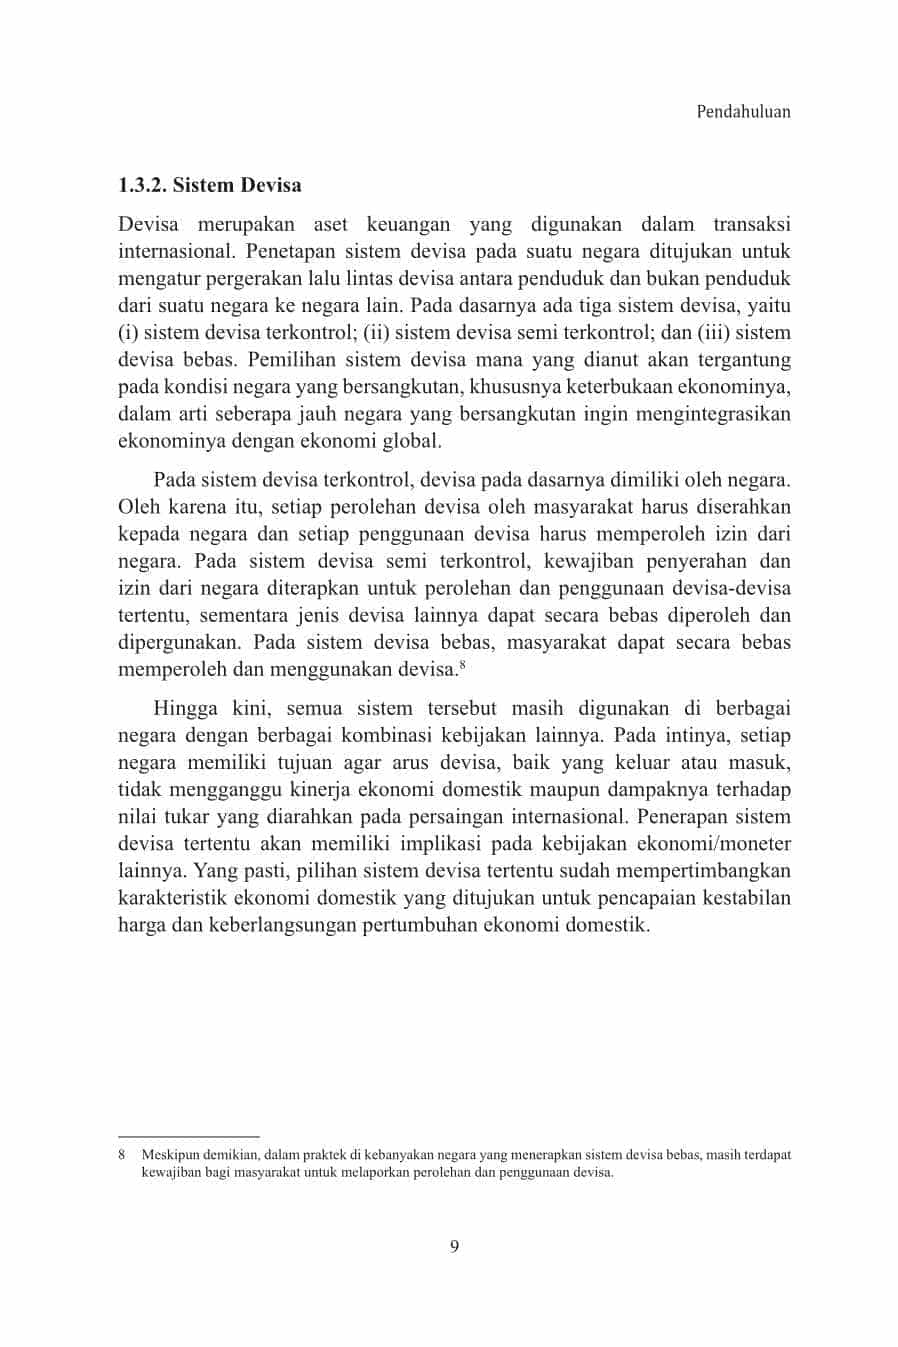 Pendahuluan
1.3.2. Sistem Devisa
Devisa merupakan aset keuangan yang digunakan dalam transaksi
internasional. Penetapan sistem devisa pada suatu negara ditujukan untuk
mengatur pergerakan lalu lintas devisa antara penduduk dan bukan penduduk
dari suatu negara ke negara lain. Pada dasarnya ada tiga sistem devisa, yaitu
(i) sistem devisa terkontrol; (ii) sistem devisa semi terkontrol; dan (iii) sistem
devisa bebas. Pemilihan sistem devisa mana yang dianut akan tergantung
pada kondisi negara yang bersangkutan, khususnya keterbukaan ekonominya,
dalam arti seberapa jauh negara yang bersangkutan ingin mengintegrasikan
ekonominya dengan ekonomi global.
Pada sistem devisa terkontrol, devisa pada dasarnya dimiliki oleh negara.
Oleh karena itu, setiap perolehan devisa oleh masyarakat harus diserahkan
kepada negara dan setiap penggunaan devisa harus memperoleh izin dari
negara. Pada sistem devisa semi terkontrol, kewajiban penyerahan dan
izin dari negara diterapkan untuk perolehan dan penggunaan devisa-devisa
tertentu, sementara jenis devisa lainnya dapat secara bebas diperoleh dan
dipergunakan. Pada sistem devisa bebas, masyarakat dapat secara bebas
memperoleh dan menggunakan devisa.⁸
Hingga kini, semua sistem tersebut masih digunakan di berbagai
negara dengan berbagai kombinasi kebijakan lainnya. Pada intinya, setiap
negara memiliki tujuan agar arus devisa, baik yang keluar atau masuk,
tidak mengganggu kinerja ekonomi domestik maupun dampaknya terhadap
nilai tukar yang diarahkan pada persaingan internasional. Penerapan sistem
devisa tertentu akan memiliki implikasi pada kebijakan ekonomi/moneter
lainnya. Yang pasti, pilihan sistem devisa tertentu sudah mempertimbangkan
karakteristik ekonomi domestik yang ditujukan untuk pencapaian kestabilan
harga dan keberlangsungan pertumbuhan ekonomi domestik.
8 Meskipun demikian, dalam praktek di kebanyakan negara yang menerapkan sistem devisa bebas, masih terdapat
kewajiban bagi masyarakat untuk melaporkan perolehan dan penggunaan devisa.
9